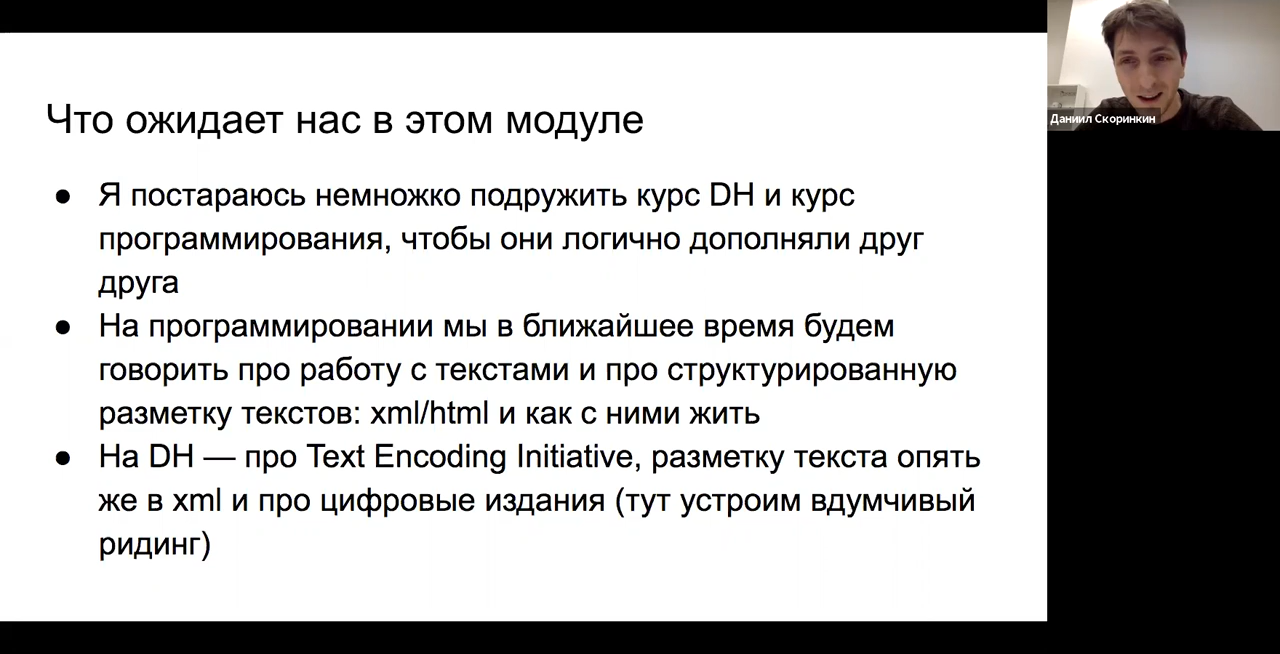 Что ожидает нас в этом модуле
● Я постараюсь немножко подружить курс DH и курс
программирования, чтобы они логично дополняли друг
друга
● На программировании мы в ближайшее время будем
говорить про работу с текстами и про структурированную
разметку текстов: xml/html и как с ними жить
● На DH — про Text Encoding Initiative, разметку текста опять
же в xml и про цифровые издания (тут устроим вдумчивый
ридинг)
Даниил Скоринкин